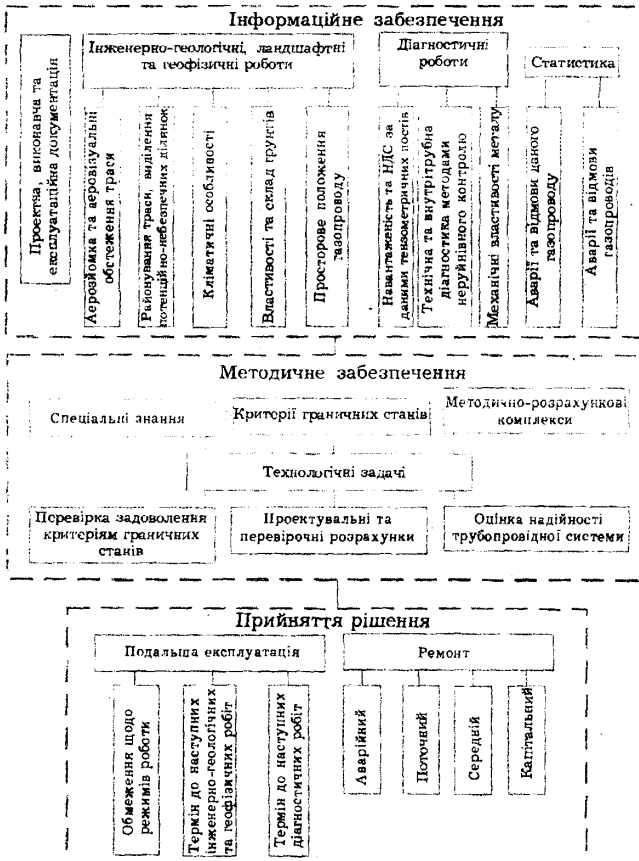 Інформаційне забезпечення
Проектна, виконавча та
експлуатаційна документація
Інженерно-геологічні, ландшафтні
та геофізичні роботи
Аерозйомка та аеровізуальні
обстеження траси
Районування траси, виділення
потенційно-небезпечних ділянок
Кліматичні особливості
Властивості та склад грунтів
Просторове положення
газопроводу
Діагностичні
роботи
Навантаженість та НДС за
даними тензометричних постів
Технічна та внутрітрубна
діагностика методами
неруйнівного контролю
Механічні властивості металу
Статистика
Аварії та відмови даного
газопроводу
Аварії та відмови
газопроводів
Методичне забезпечення
Спеціальні знання
Критерії граничних станів
Методично-розрахункові
комплекси
Технологічні задачі
Перевірка задоволення
критеріям граничних
станів
Проектувальні та
перевірочні розрахунки
Оцінка надійності
трубопровідної системи
Прийняття рішення
Подальша експлуатація
Обмеження щодо
режимів роботи
Термін до наступних
інженерно-геологічних
та геофізичних робіт
Термін до наступних
діагностичних робіт
Ремонт
Аварійний
Поточний
Середній
Капітальний